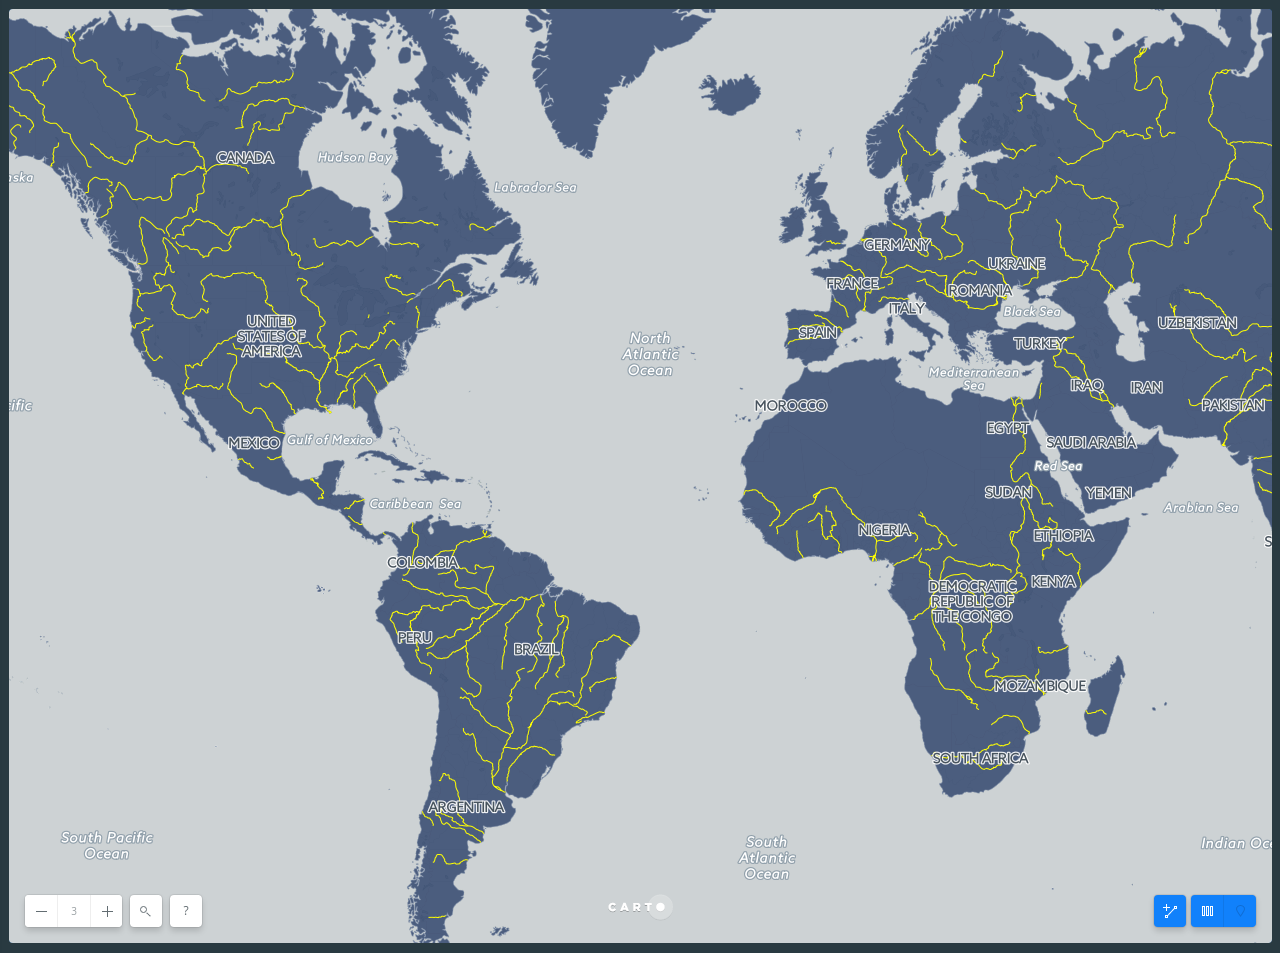 CANADA
Hudson Bay
Labrador Sea
aska
GERMANY
UKRAINE
FRANCE
ROMANIA
ITALY
Black Sea
UNITED
STATES OF
AMERICA
SPAIN
UZBEKISTAN
TURKEY
North
Atlantic
Ocean
Mediterranean
Sea
IRAQ
IRAN
cific
MOROCCO
PAKISTAN
EGYPT
MEXICO
Gulf of Mexico
SAUDI ARABIA
Red Sea
SUDAN
YEMEN
Caribbean Sea
Arabian Sea
NIGERIA
ETHIOPIA
S
COLOMBIA
KENYA
DEMOCRATIC
REPUBLIC OF
THE CONGO
PERU
BRAZIL
MOZAMBIQUE
SOUTH AFRICA
ARGENTINA
South Pacific
Ocean
South
Atlantic
Ocean
Indian Oce
3
?
CARTO